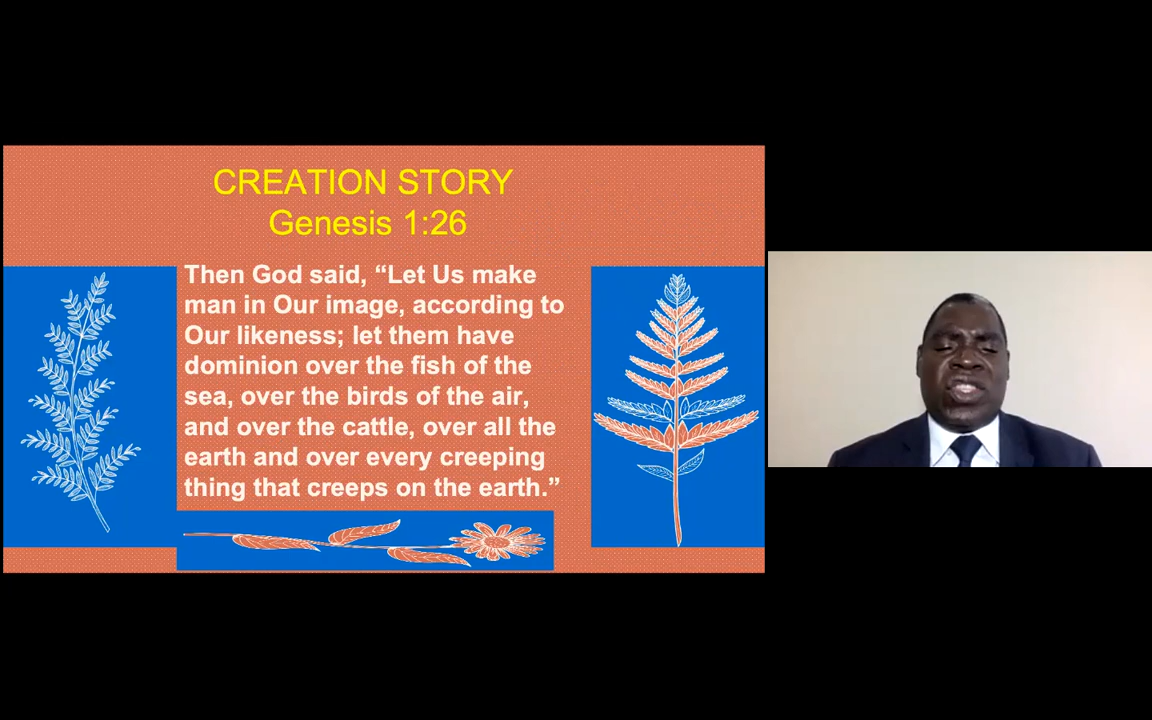 CREATION STORY
Genesis 1:26
Then God said, “Let Us make
man in Our image, according to
Our likeness; let them have
dominion over the fish of the
sea, over the birds of the air,
and over the cattle, over all the
earth and over every creeping
thing that creeps on the earth.”